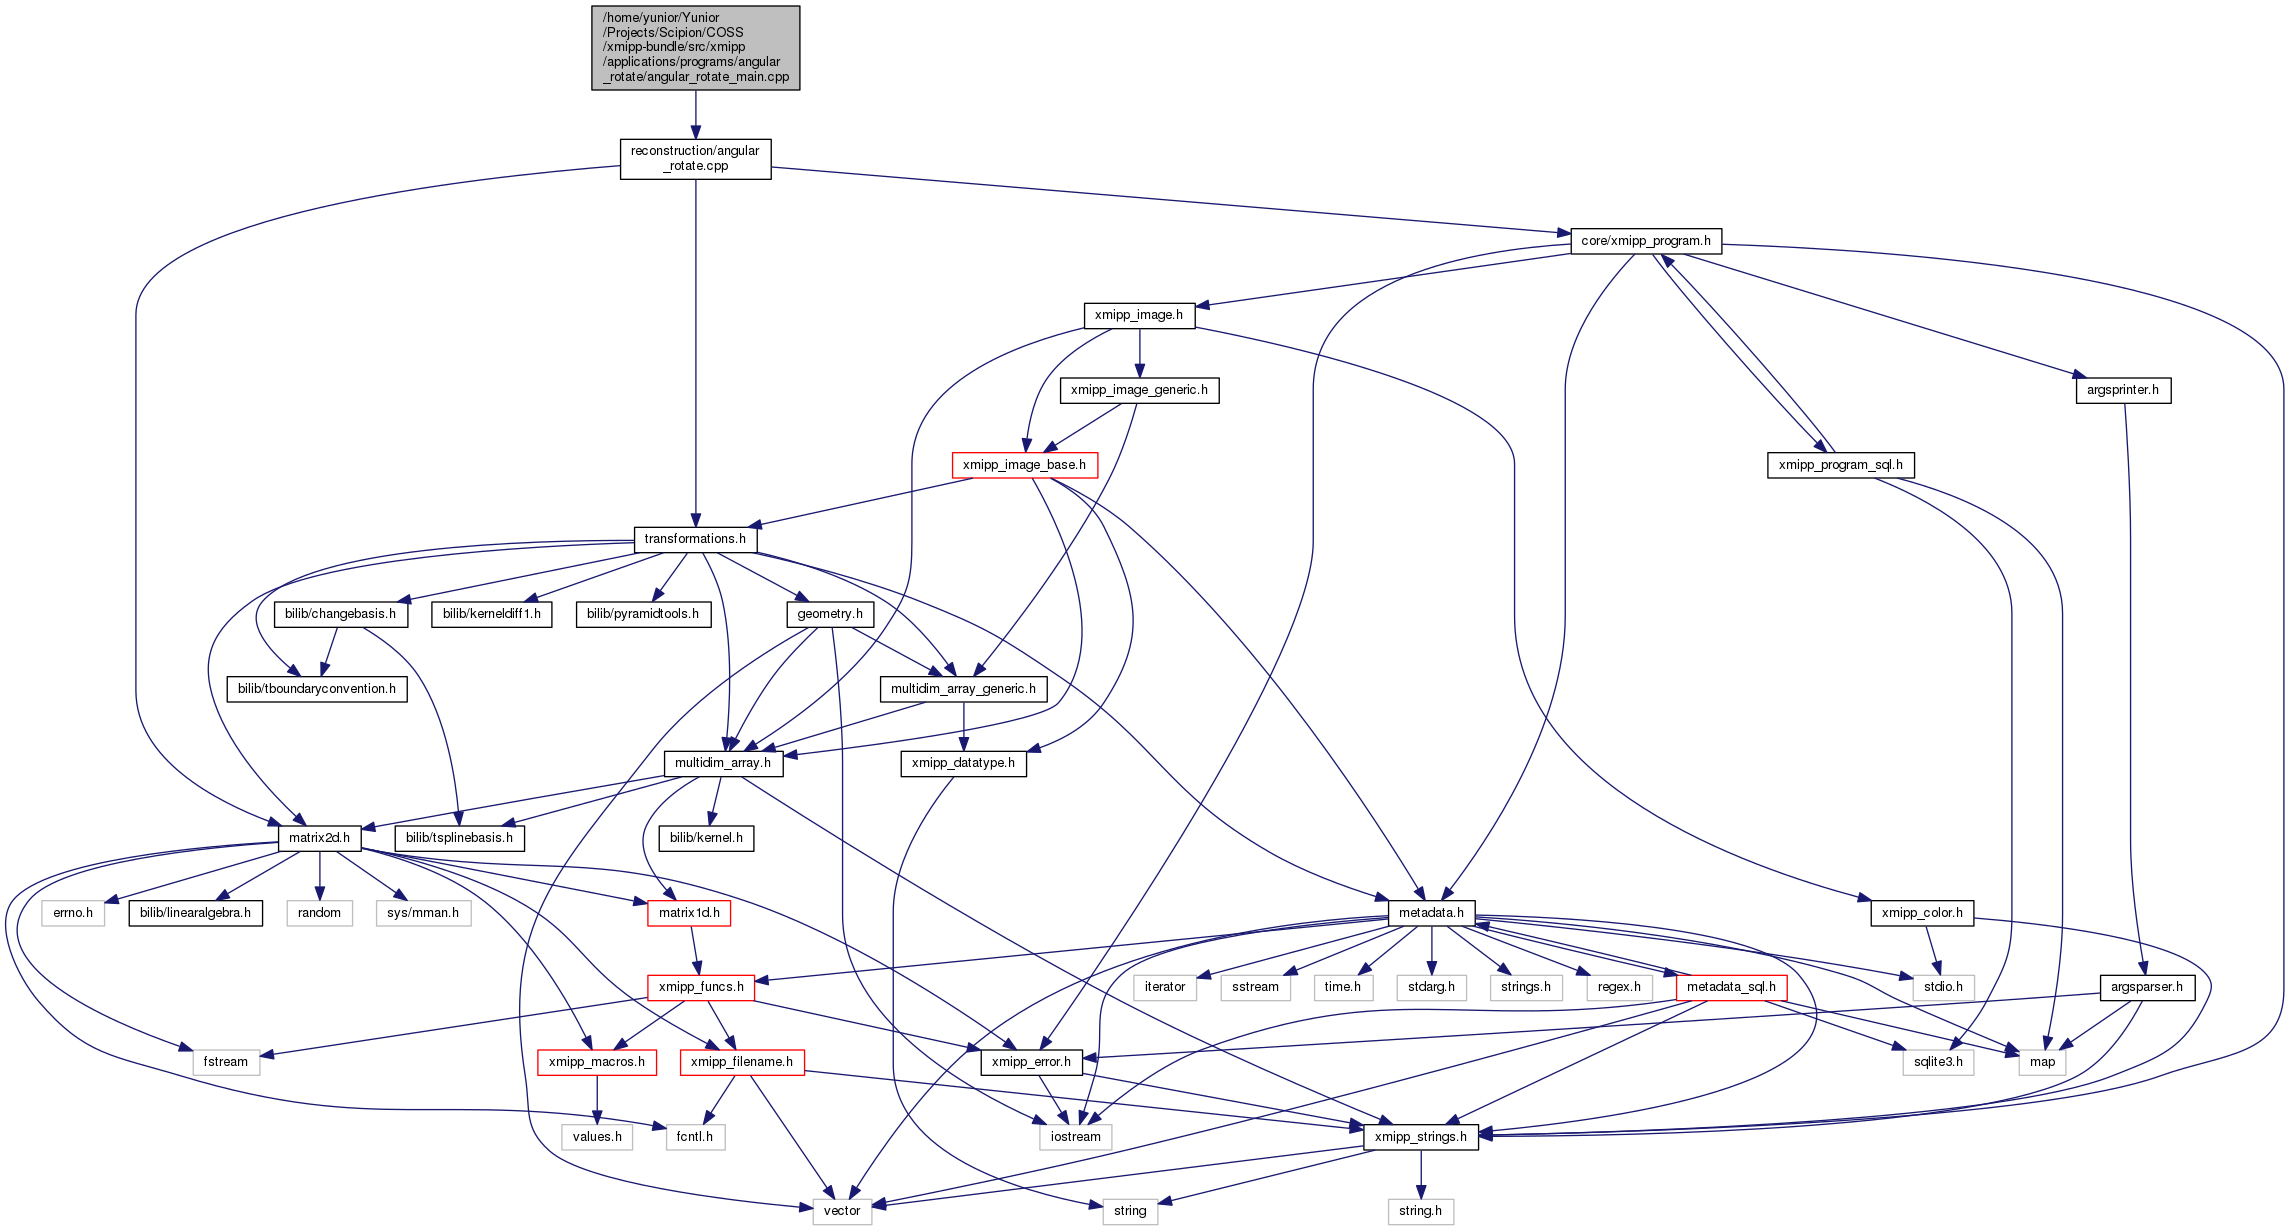 /home/yunior/Yunior
/Projects/Scipion/COSS
/xmipp-bundle/src/xmipp
/applications/programs/angular
_rotate/angular_rotate_main.cpp
reconstruction/angular
_rotate.cpp
core/xmipp_program.h
xmipp_image.h
xmipp_image_generic.h
argsprinter.h
xmipp_image_base.h
xmipp_program_sql.h
transformations.h
bilib/changebasis.h
bilib/kerneldiff1.h
bilib/pyramidtools.h
geometry.h
bilib/tboundaryconvention.h
multidim_array_generic.h
multidim_array.h
xmipp_datatype.h
matrix2d.h
bilib/tsplinebasis.h
bilib/kernel.h
errno.h
bilib/linearalgebra.h
random
sys/mman.h
matrix1d.h
metadata.h
xmipp_color.h
xmipp_funcs.h
iterator
sstream
time.h
stdarg.h
strings.h
regex.h
metadata_sql.h
stdio.h
argsparser.h
fstream
xmipp_macros.h
xmipp_filename.h
xmipp_error.h
sqlite3.h
map
values.h
fcntl.h
iostream
xmipp_strings.h
vector
string
string.h